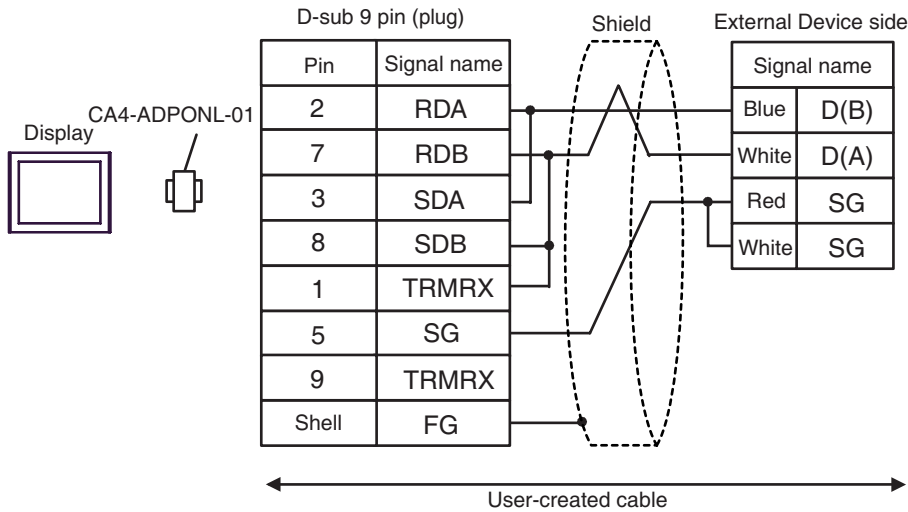 D-sub 9 pin (plug)
Shield
External Device side
Pin Signal name
Signal name
CA4-ADPONL-01
Display
2 RDA
Blue D(B)
7 RDB
White D(A)
3 SDA
Red SG
8 SDB
White SG
1 TRMRX
5 SG
9 TRMRX
Shell FG
User-created cable